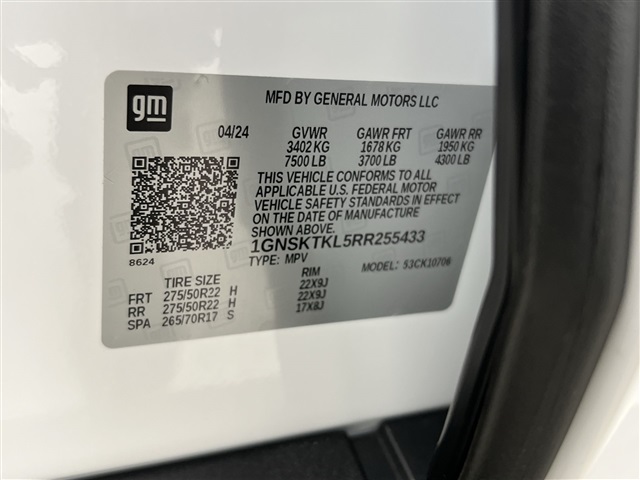 gm
MFD BY GENERAL MOTORS LLC
04/24 GVWR GAWR FRT GAWR RR
3402 KG 1678 KG 1950 KG
7500 LB 3700 LB 4300 LB
THIS VEHICLE CONFORMS TO ALL
APPLICABLE U.S. FEDERAL MOTOR
VEHICLE SAFETY STANDARDS IN EFFECT
ON THE DATE OF MANUFACTURE
SHOWN ABOVE.
1GNSKTKL5RR255433
8624
TYPE: MPV MODEL: 53CK10706
TIRE SIZE RIM
FRT 275/50R22 H 22X9J
RR 275/50R22 H 22X9J
SPA 265/70R17 S 17X8J